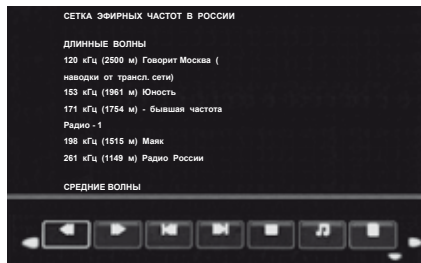 СЕТКА ЭФИРНЫХ ЧАСТОТ В РОССИИ
ДЛИННЫЕ ВОЛНЫ
120 кГц (2500 м) Говорит Москва (
наводки от трансл. сети)
153 кГц (1961 м) Юность
171 кГц (1754 м) - бывшая частота
Радио - 1
198 кГц (1515 м) Маяк
261 кГц (1149 м) Радио России
СРЕДНИЕ ВОЛНЫ